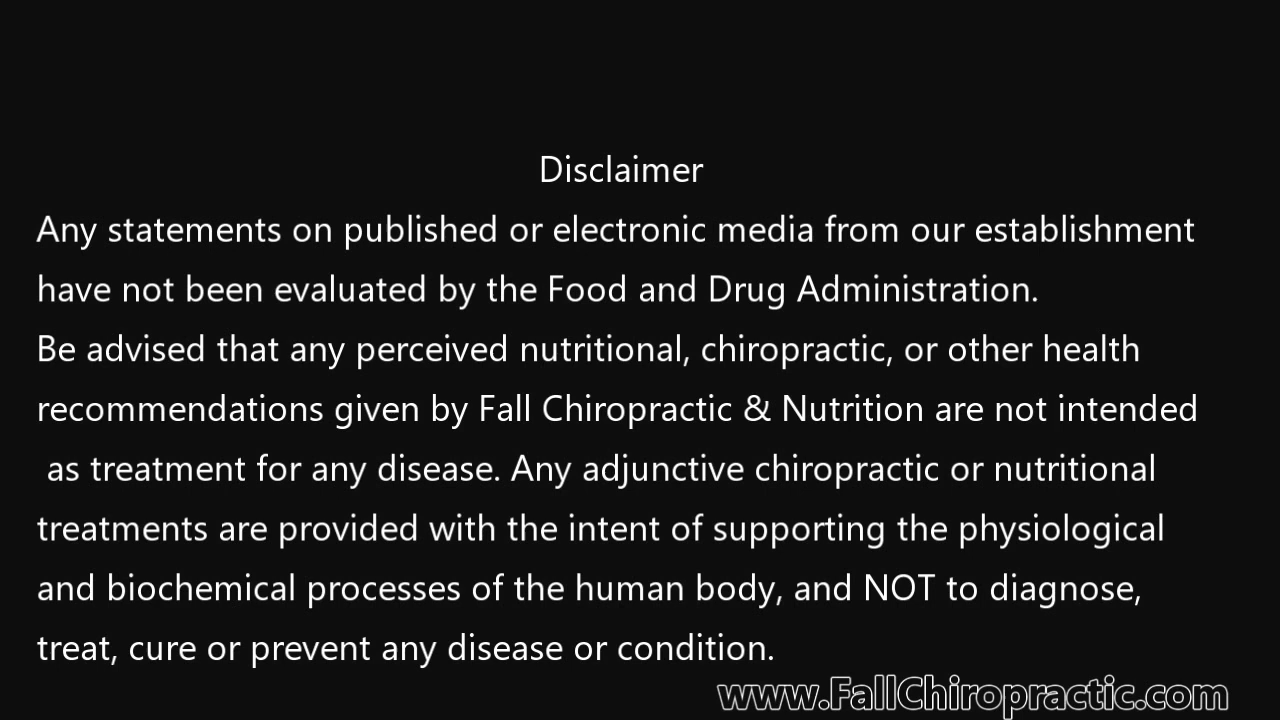 Disclaimer
Any statements on published or electronic media from our establishment
have not been evaluated by the Food and Drug Administration.
Be advised that any perceived nutritional, chiropractic, or other health
recommendations given by Fall Chiropractic & Nutrition are not intended
as treatment for any disease. Any adjunctive chiropractic or nutritional
treatments are provided with the intent of supporting the physiological
and biochemical processes of the human body, and NOT to diagnose,
treat, cure or prevent any disease or condition.
www.FallChiropractic.com